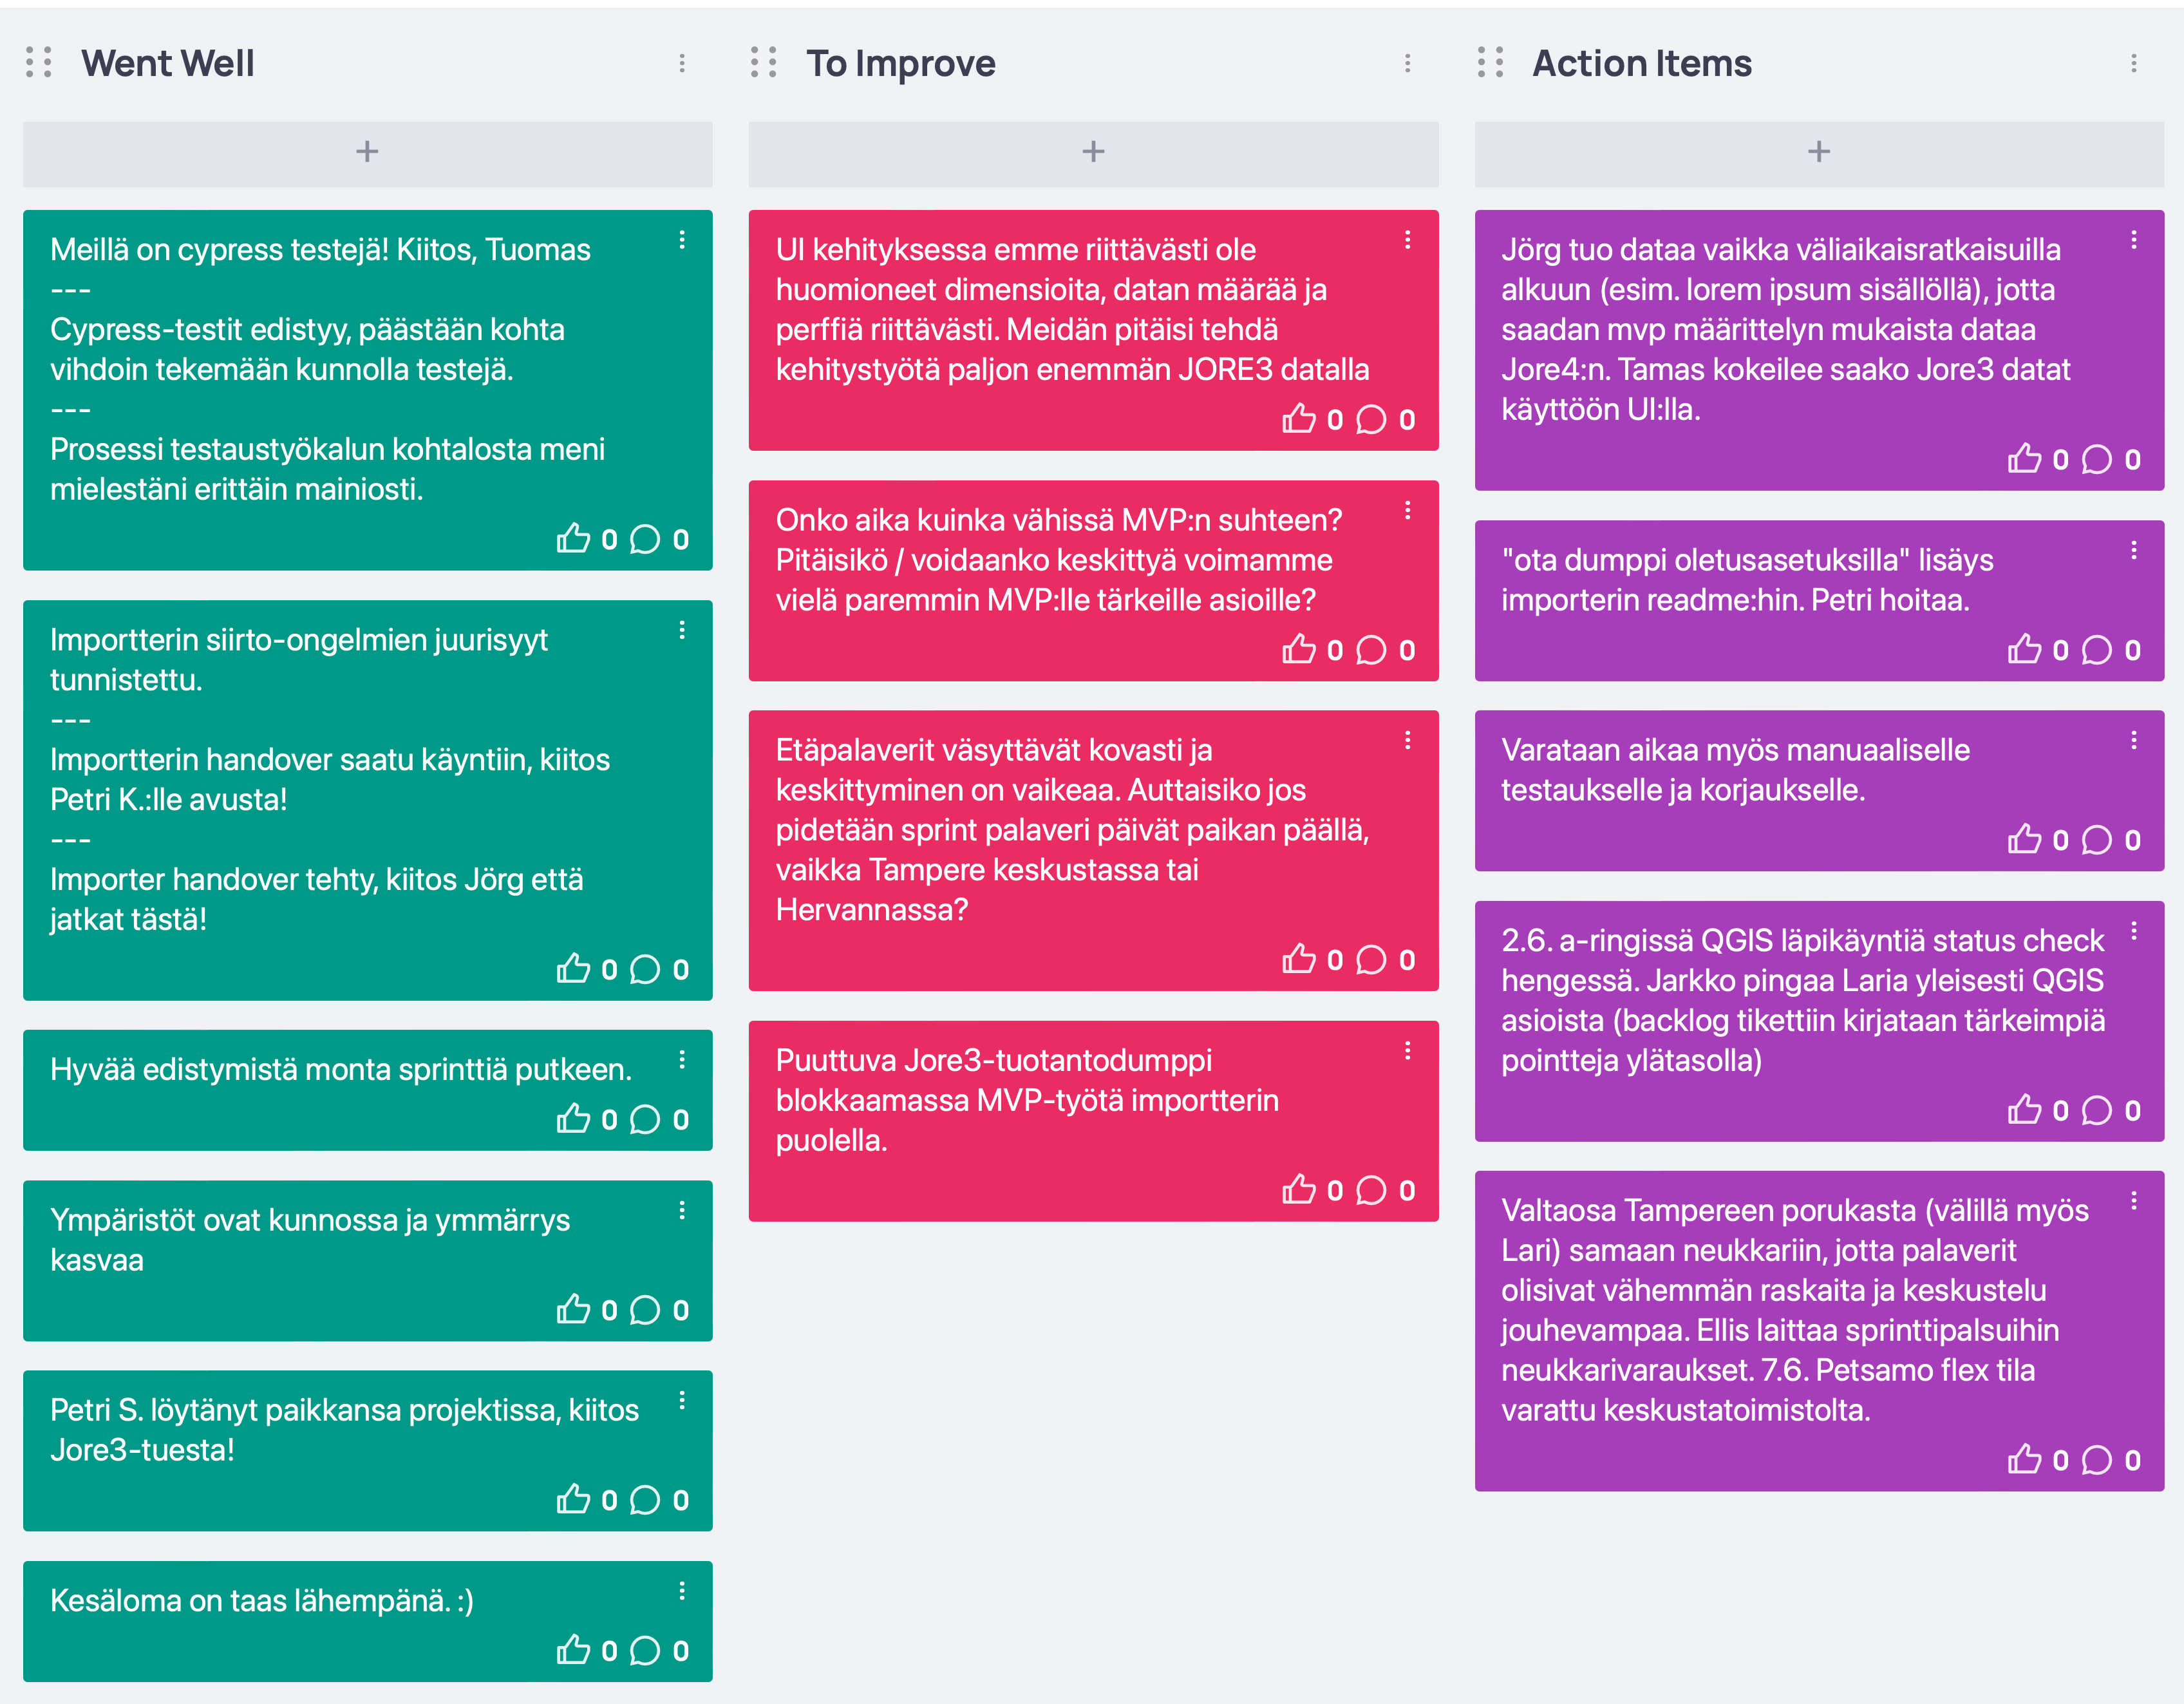 Went Well
+
Meillä on cypress testejä! Kiitos, Tuomas
---
Cypress-testit edistyy, päästään kohta
vihdoin tekemään kunnolla testejä.
---
Prosessi testaustyökalun kohtalosta meni
mielestäni erittäin mainiosti.
0 0
Importterin siirto-ongelmien juurisyyt
tunnistettu.
---
Importterin handover saatu käyntiin, kiitos
Petri K.:lle avusta!
---
Importer handover tehty, kiitos Jörg että
jatkat tästä!
0 0
Hyvää edistymistä monta sprinttiä putkeen.
0 0
Ympäristöt ovat kunnossa ja ymmärrys
kasvaa
0 0
Petri S. löytänyt paikkansa projektissa, kiitos
Jore3-tuesta!
0 0
Kesäloma on taas lähempänä. :)
0 0
To Improve
+
UI kehityksessa emme riittävästi ole
huomioneet dimensioita, datan määrää ja
perffiä riittävästi. Meidän pitäisi tehdä
kehitystyötä paljon enemmän JORE3 datalla
0 0
Onko aika kuinka vähissä MVP:n suhteen?
Pitäisikö / voidaanko keskittyä voimamme
vielä paremmin MVP:lle tärkeille asioille?
0 0
Etäpalaverit väsyttävät kovasti ja
keskittyminen on vaikeaa. Auttaisiko jos
pidetään sprint palaveri päivät paikan päällä,
vaikka Tampere keskustassa tai
Hervannassa?
0 0
Puuttuva Jore3-tuotantodumppi
blokkaamassa MVP-työtä importterin
puolella.
0 0
Action Items
+
Jörg tuo dataa vaikka väliaikaisratkaisuilla
alkuun (esim. lorem ipsum sisällöllä), jotta
saadan mvp määrittelyn mukaista dataa
Jore4:n. Tamas kokeilee saako Jore3 datat
käyttöön UI:lla.
0 0
"ota dumppi oletusasetuksilla" lisäys
importerin readme:hin. Petri hoitaa.
0 0
Varataan aikaa myös manuaaliselle
testaukselle ja korjaukselle.
0 0
2.6. a-ringissä QGIS läpikäyntiä status check
hengessä. Jarkko pingaa Laria yleisesti QGIS
asioista (backlog tikettiin kirjataan tärkeimpiä
pointteja ylätasolla)
0 0
Valtaosa Tampereen porukasta (välillä myös
Lari) samaan neukkariin, jotta palaverit
olisivat vähemmän raskaita ja keskustelu
jouhevampaa. Ellis laittaa sprinttipalsuihin
neukkarivaraukset. 7.6. Petsamo flex tila
varattu keskustatoimistolta.
0 0